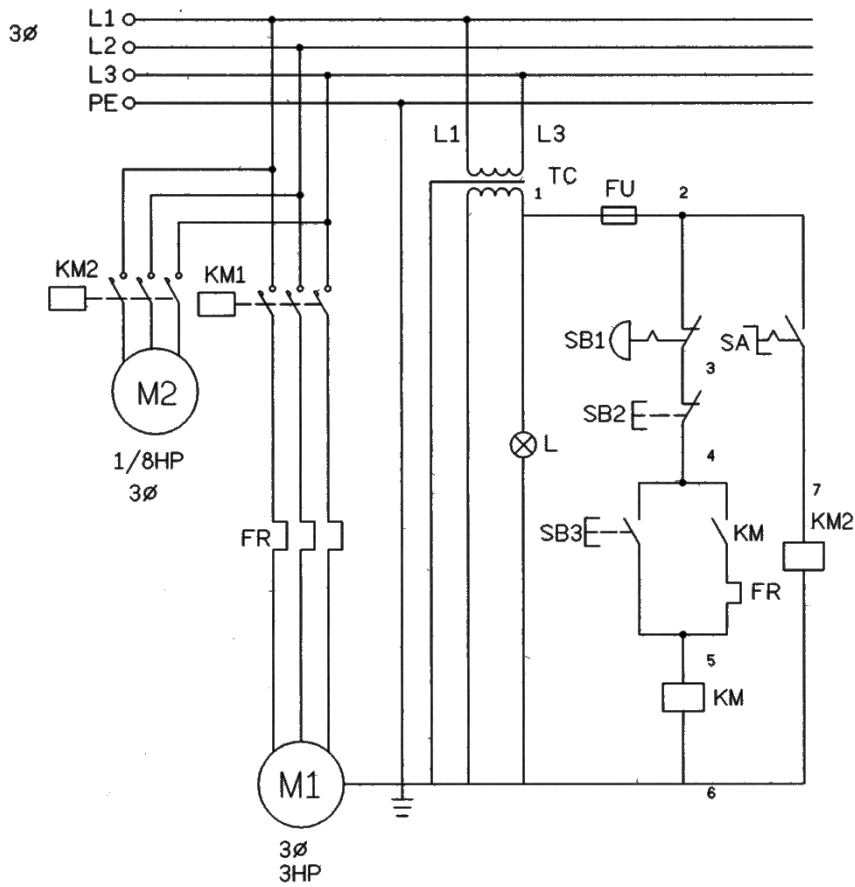 3Ø
L1
L2
L3
PE
L1 L3
TC
1
FU
2
KM2
KM1
SB1
SA
3
SB2
M2
4
L
1/8HP
3Ø
7
KM2
FR
SB3
KM
FR
5
KM
M1
6
3Ø
3HP